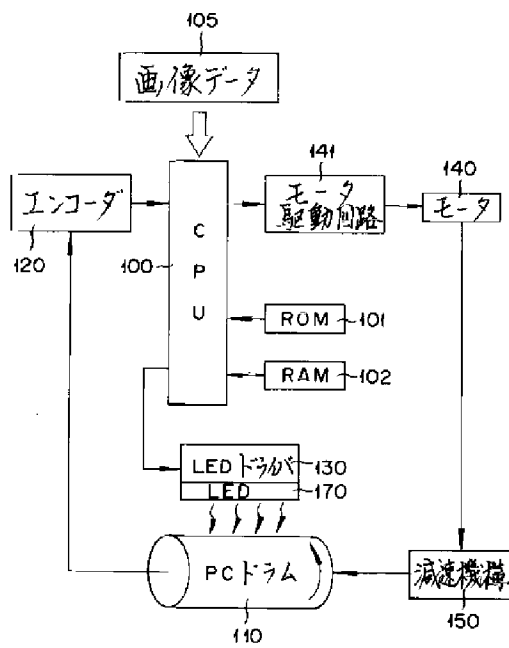 105
画像データ
141
140
エンコーダ
モータ
駆動回路
モータ
120
100
CPU
ROM
101
RAM
102
LEDドライバ
130
LED
170
PCドラム
110
減速機構
150